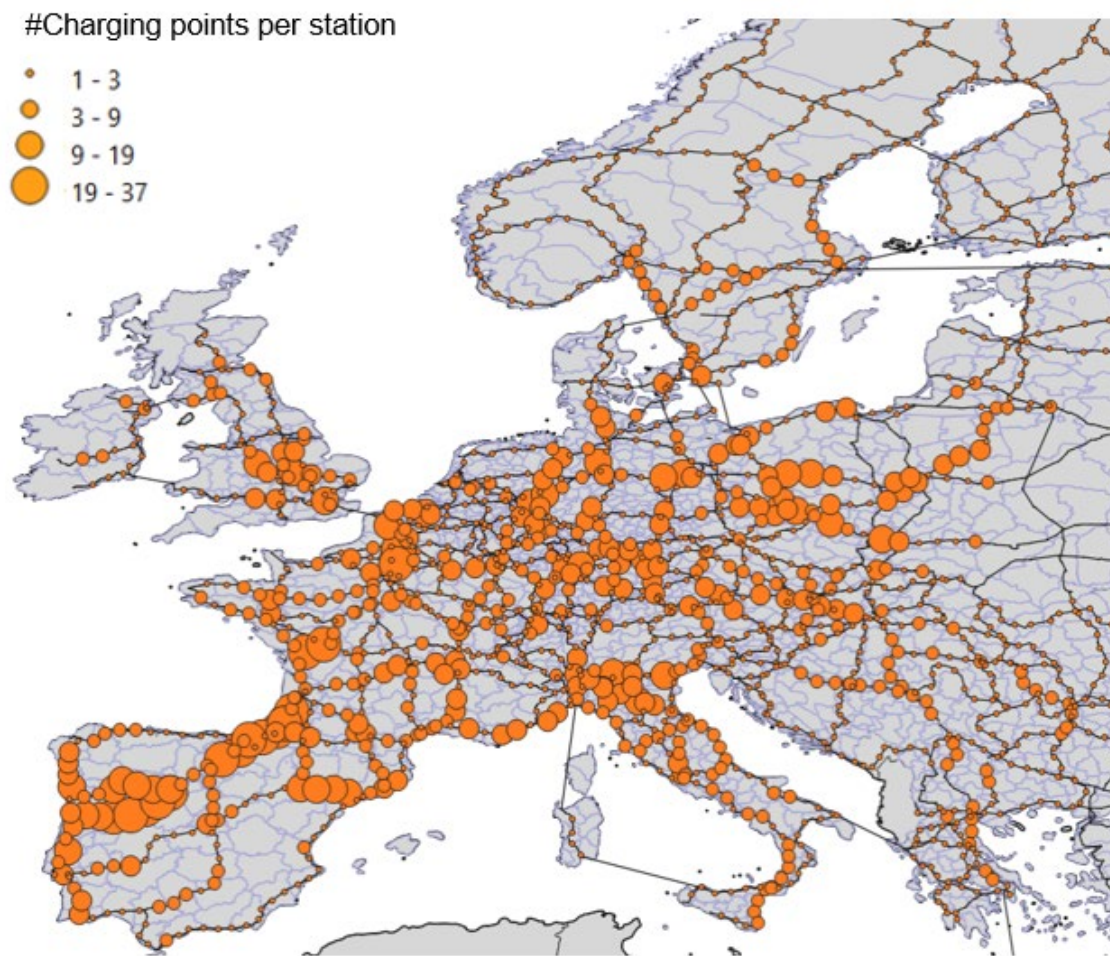 #Charging points per station
1 - 3
3 - 9
9 - 19
19 - 37